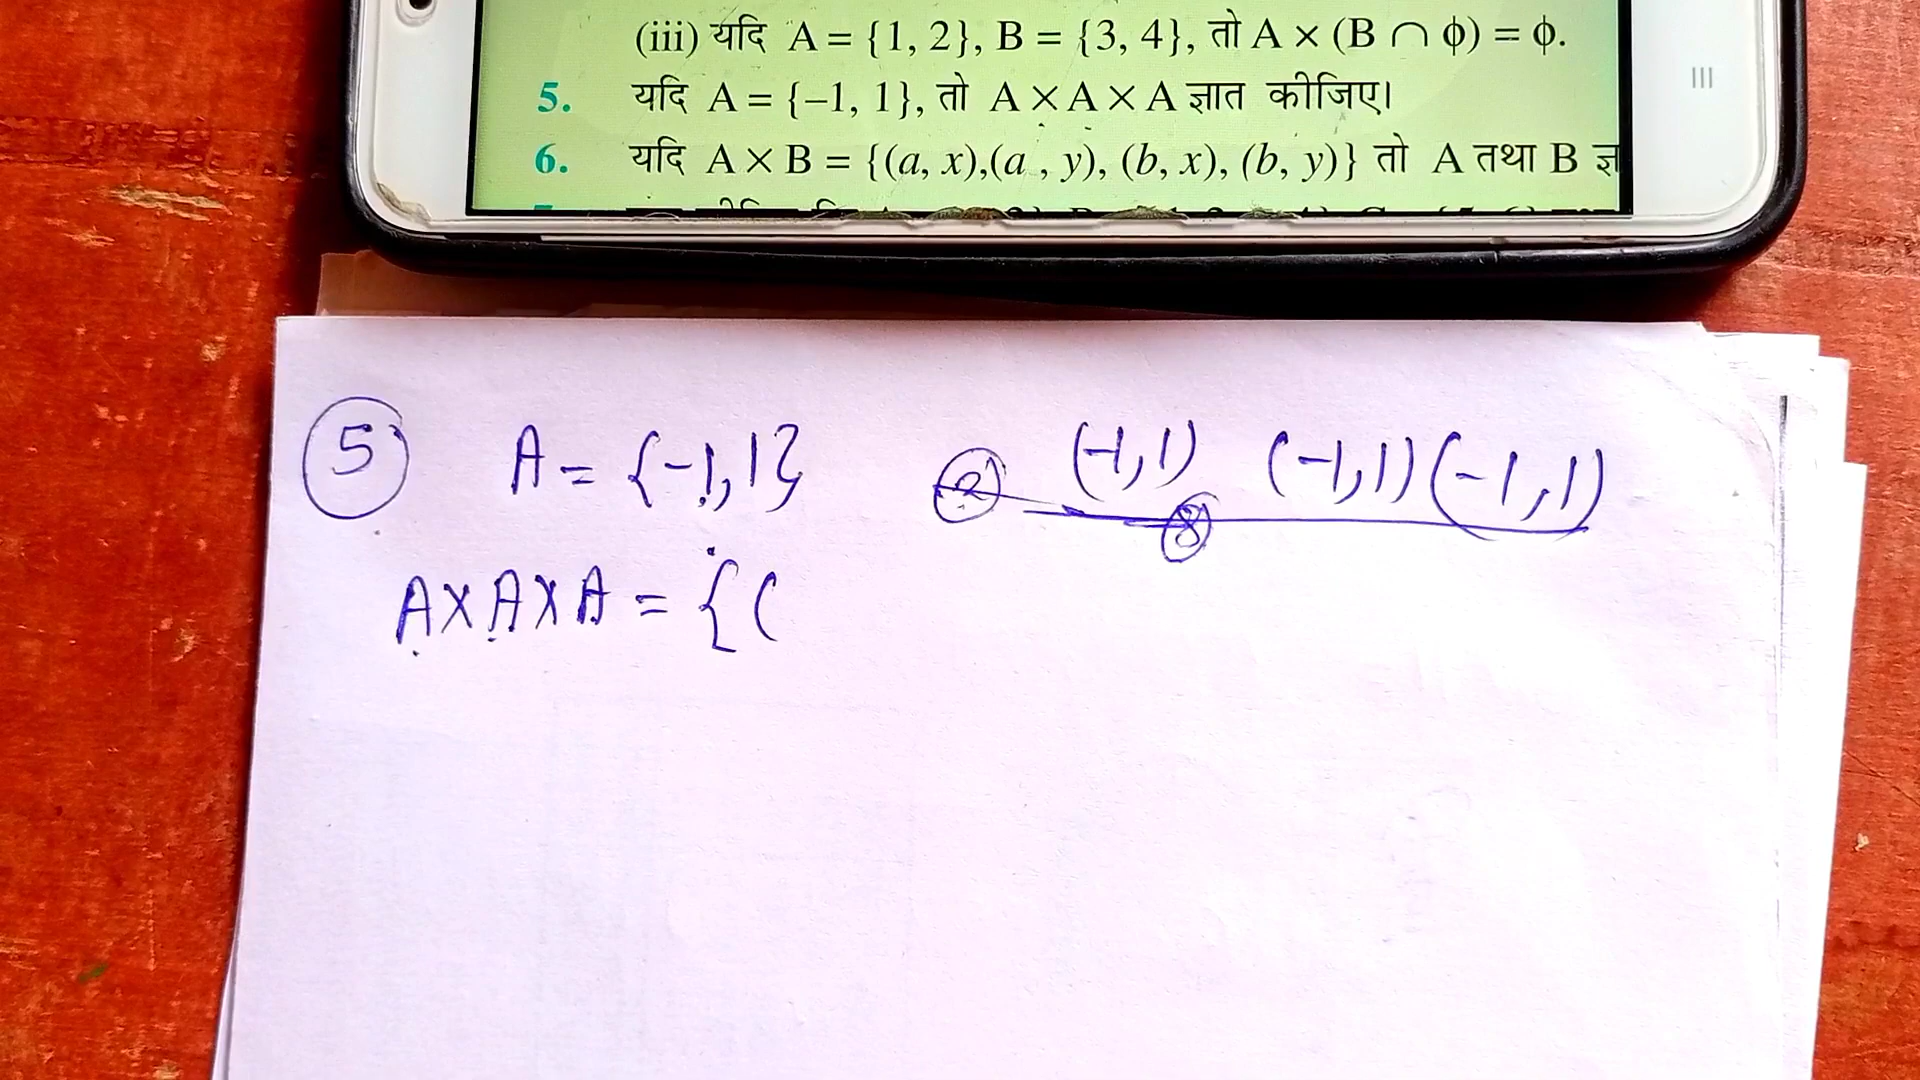 (iii) यदि A = {1, 2}, B = {3, 4}, तो A × (B ∩ ϕ) = ϕ.
5. यदि A = {–1, 1}, तो A × A × A ज्ञात कीजिए।
6. यदि A × B = {(a, x),(a , y), (b, x), (b, y)} तो A तथा B
5 A = {-1, 1} (-1, 1) (-1, 1) (-1, 1)
8
A X A X A = { (